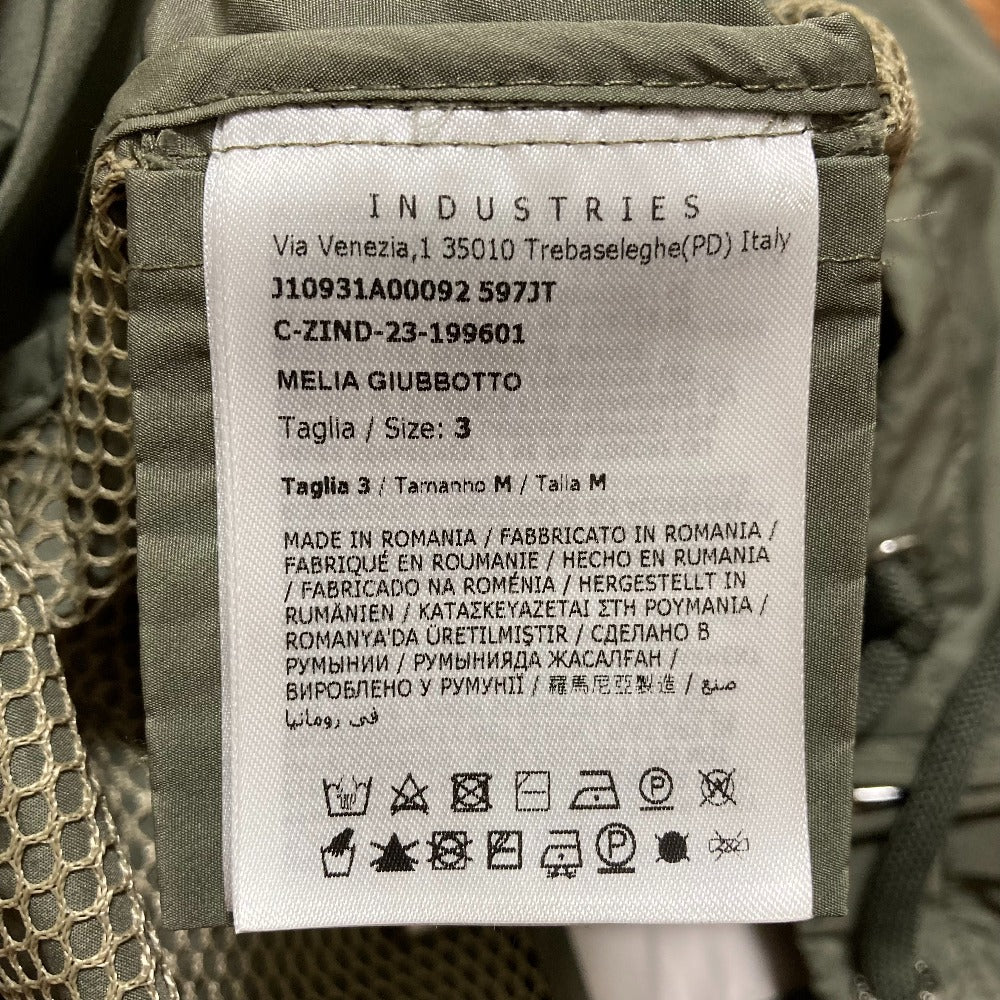 INDUSTRIES
Via Venezia,1 35010 Trebaseleghe(PD) Italy
J10931A00092 597JT
C-ZIND-23-199601
MELIA GIUBBOTTO
Taglia / Size: 3
Taglia 3 / Tamanho M / Talla M
MADE IN ROMANIA / FABBRICATO IN ROMANIA /
FABRIQUÉ EN ROUMANIE / HECHO EN RUMANIA
/ FABRICADO NA ROMÉNIA / HERGESTELLT IN
RUMÄNIEN / ΚΑΤΑΣΚΕΥΑΖΕΤΑΙ ΣΤΗ ΡΟΥΜΑΝΙΑ /
ROMANYA'DA ÜRETILMIŞTIR / СДЕЛАНО В
РУМЫНИИ / РУМЫНИЯДА ЖАСАЛҒАН /
ВИРОБЛЕНО У РУМУНІЇ / 羅馬尼亞製造 / صنع
في رومانيا
P
P